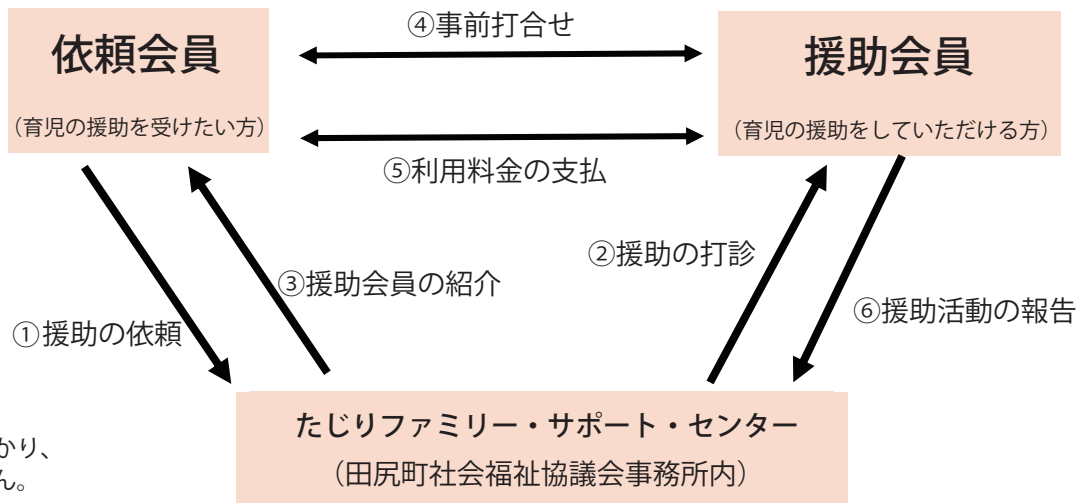 ④事前打合せ
依頼会員
（育児の援助を受けたい方）
援助会員
（育児の援助をしていただける方）
⑤利用料金の支払
②援助の打診
③援助会員の紹介
⑥援助活動の報告
①援助の依頼
たじりファミリー・サポート・センター
（田尻町社会福祉協議会事務所内）
かり、
ん。